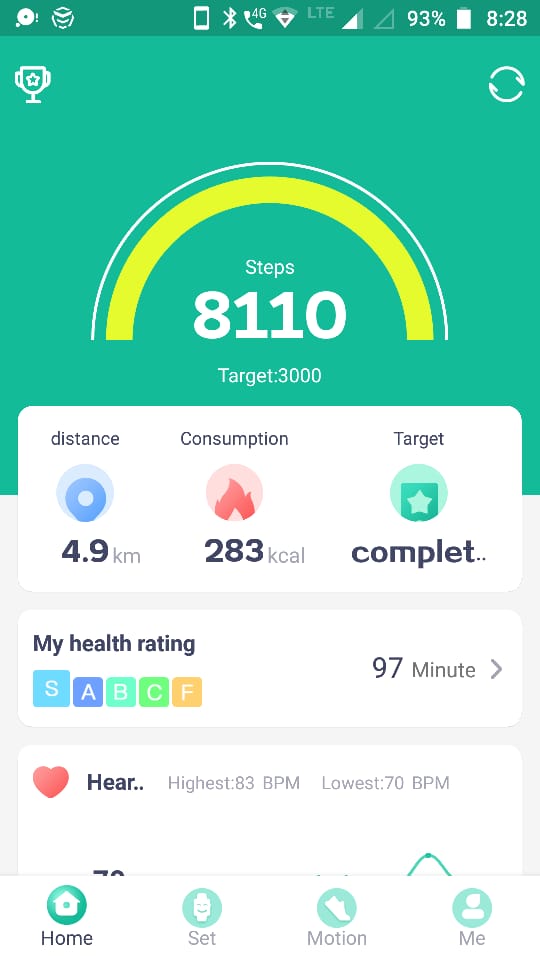 4G LTE 93% 8:28
Steps
8110
Target:3000
distance Consumption Target
4.9 km 283 kcal complet..
My health rating
97 Minute
S A B C F
Hear.. Highest:83 BPM Lowest:70 BPM
Home Set Motion Me